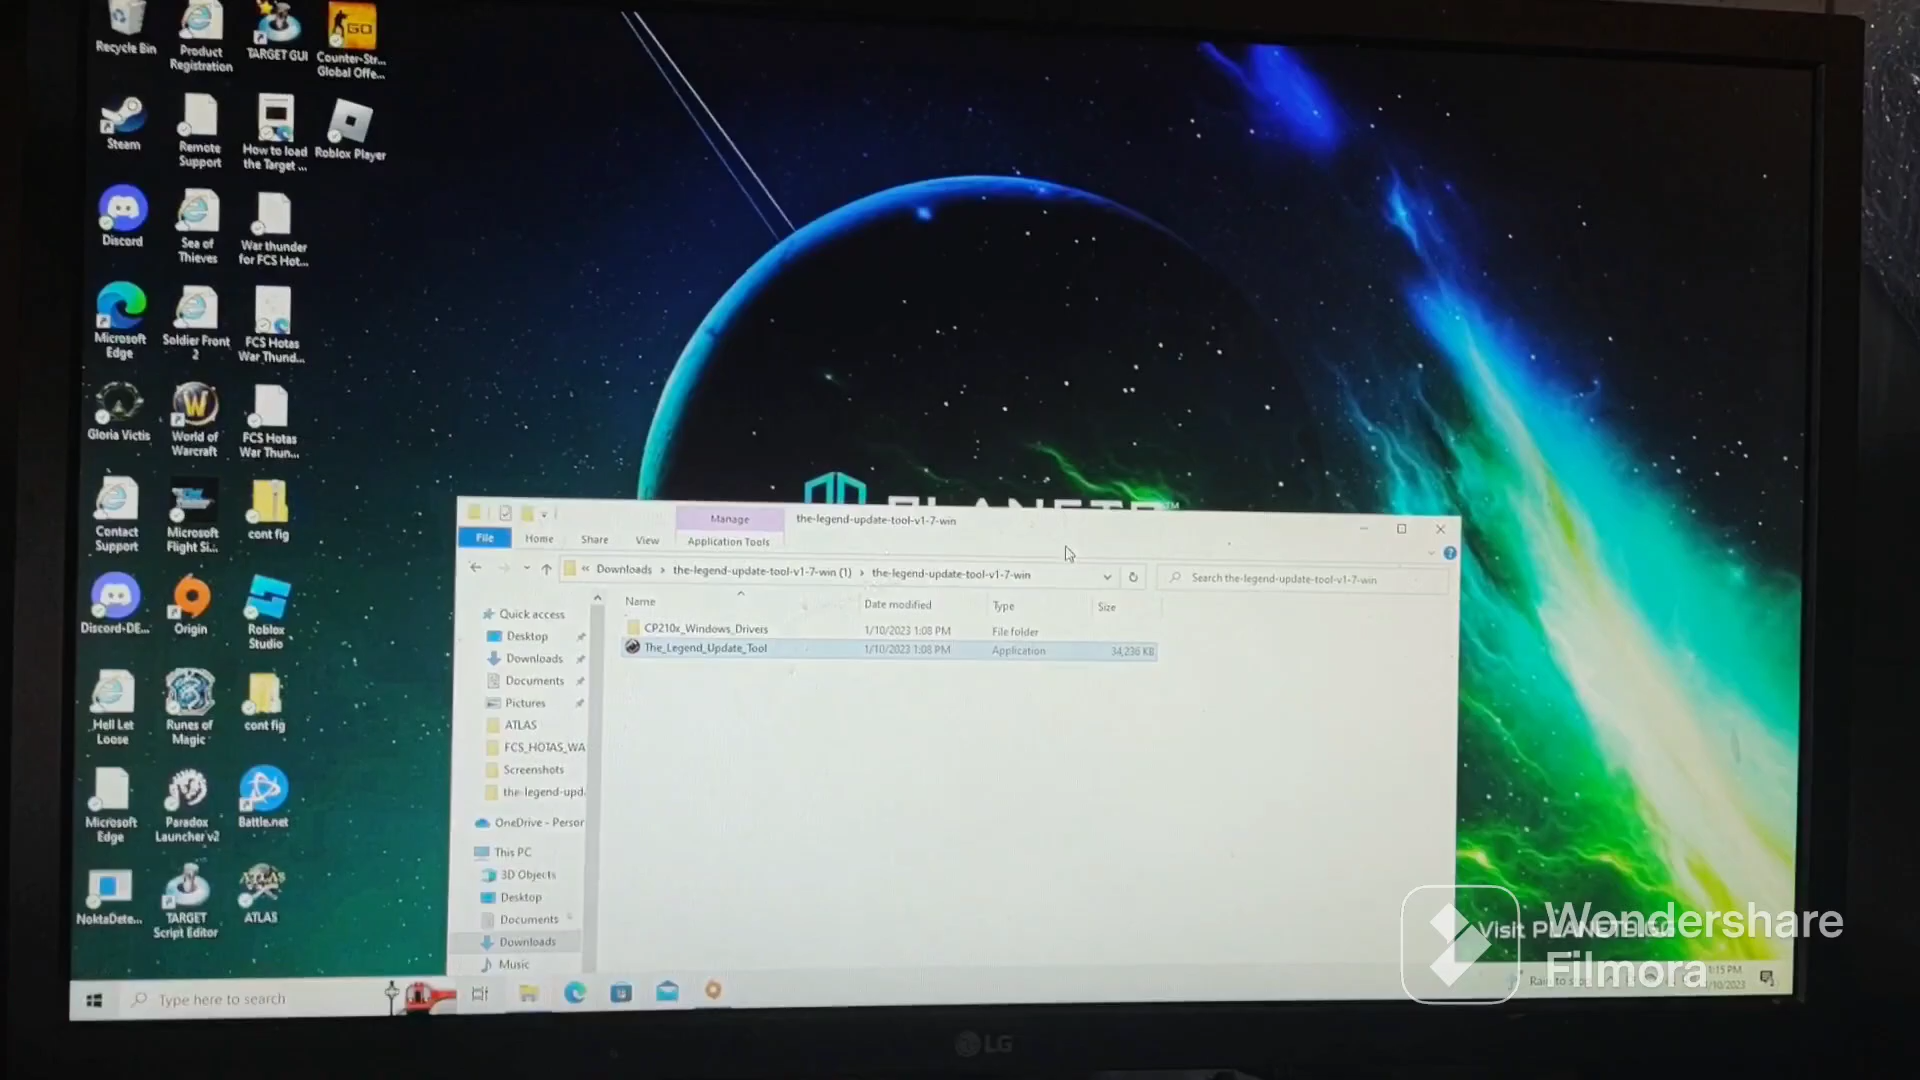 Recycle Bin
Product
Registration
TARGET GUI
Counter-Str...
Global Offe...
Steam
Remote
Support
How to load
the Target ...
Roblox Player
Discord
Sea of
Thieves
War thunder
for FCS Hot...
Microsoft
Edge
Soldier Front
2
FCS Hotas
War Thund...
Gloria Victis
World of
Warcraft
FCS Hotas
War Thun...
Contact
Support
Microsoft
Flight Si...
cont fig
Discord-DE...
Origin
Roblox
Studio
Hell Let
Loose
Runes of
Magic
cont fig
Microsoft
Edge
Paradox
Launcher v2
Battle.net
NoktaDete...
TARGET
Script Editor
ATLAS
Manage
the-legend-update-tool-v1-7-win
File
Home
Share
View
Application Tools
« Downloads > the-legend-update-tool-v1-7-win (1) > the-legend-update-tool-v1-7-win
Search the-legend-update-tool-v1-7-win
Name
Date modified
Type
Size
CP210x_Windows_Drivers
1/10/2023 1:08 PM
File folder
The_Legend_Update_Tool
1/10/2023 1:08 PM
Application
34,236 KB
Quick access
Desktop
Downloads
Documents
Pictures
ATLAS
FCS_HOTAS_WA
Screenshots
the-legend-upd
OneDrive - Person
This PC
3D Objects
Desktop
Documents
Downloads
Music
Visit PLANET9.GG
Wondershare
Filmora
Type here to search
1:15 PM
LG